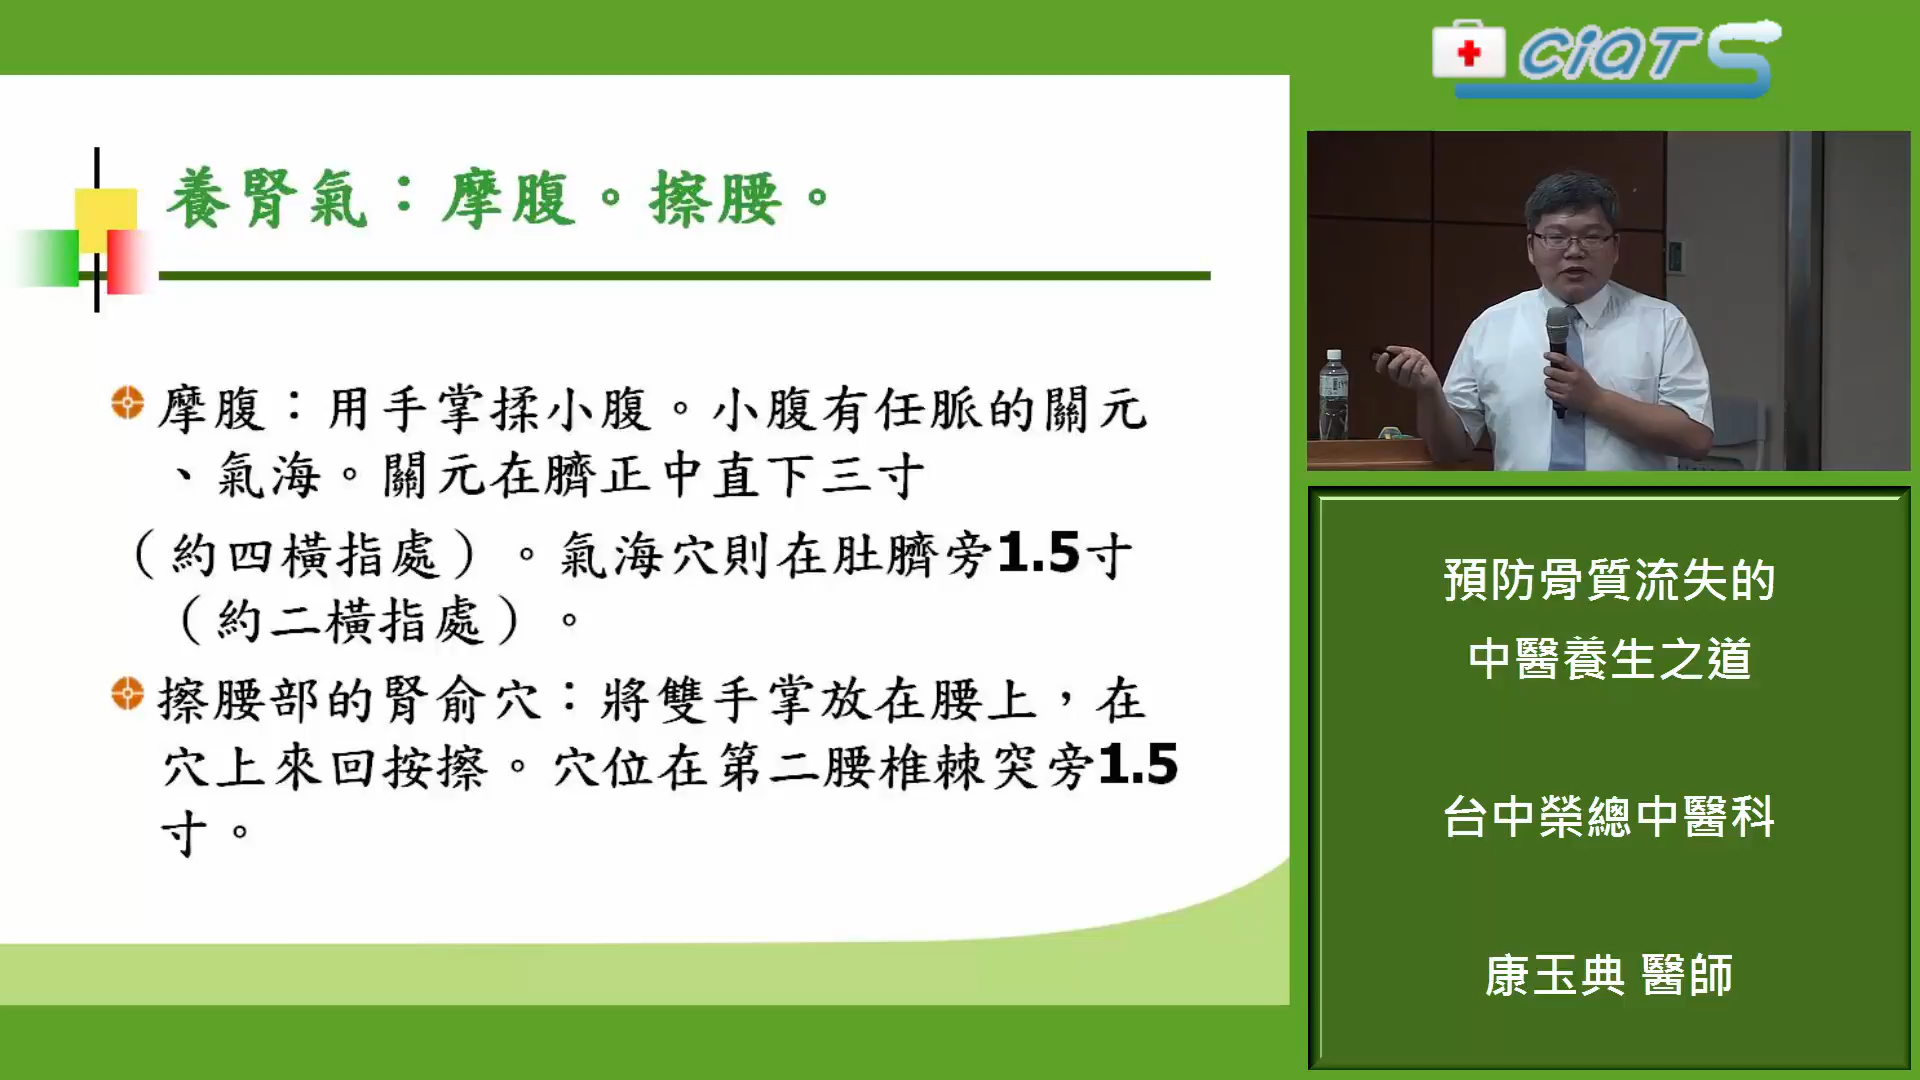 CiQTS
養腎氣：摩腹。擦腰。
摩腹：用手掌揉小腹。小腹有任脈的關元
、氣海。關元在臍正中直下三寸
（約四橫指處）。氣海穴則在肚臍旁1.5寸
（約二橫指處）。
擦腰部的腎俞穴：將雙手掌放在腰上，在
穴上來回按擦。穴位在第二腰椎棘突旁1.5
寸。
預防骨質流失的
中醫養生之道
台中榮總中醫科
康玉典 醫師